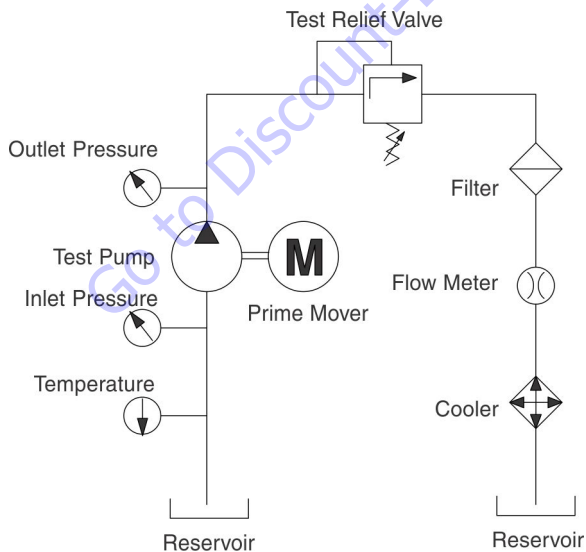 Test Relief Valve
Outlet Pressure
Filter
Test Pump
M
Flow Meter
Inlet Pressure
Prime Mover
Temperature
Cooler
Reservoir
Reservoir
Go to Discount-